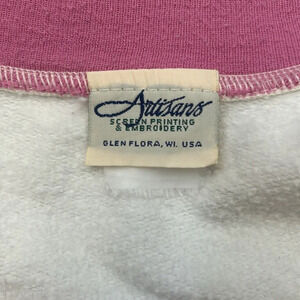 Artisans
SCREEN PRINTING
& EMBROIDERY
GLEN FLORA, WI. USA